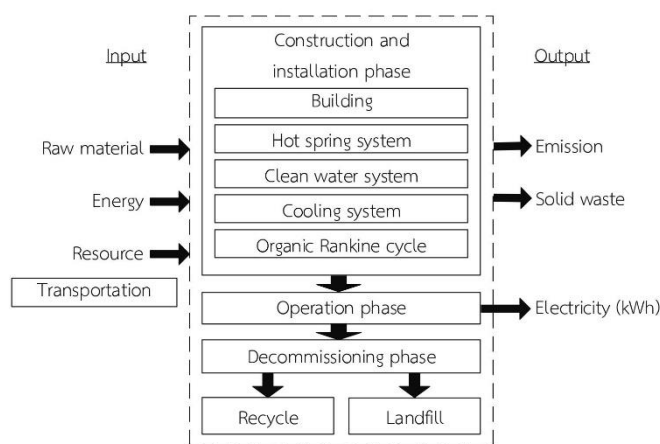 Input
Raw material
Energy
Resource
Transportation
Construction and
installation phase
Building
Hot spring system
Clean water system
Cooling system
Organic Rankine cycle
Operation phase
Decommissioning phase
Recycle
Landfill
Output
Emission
Solid waste
Electricity (kWh)